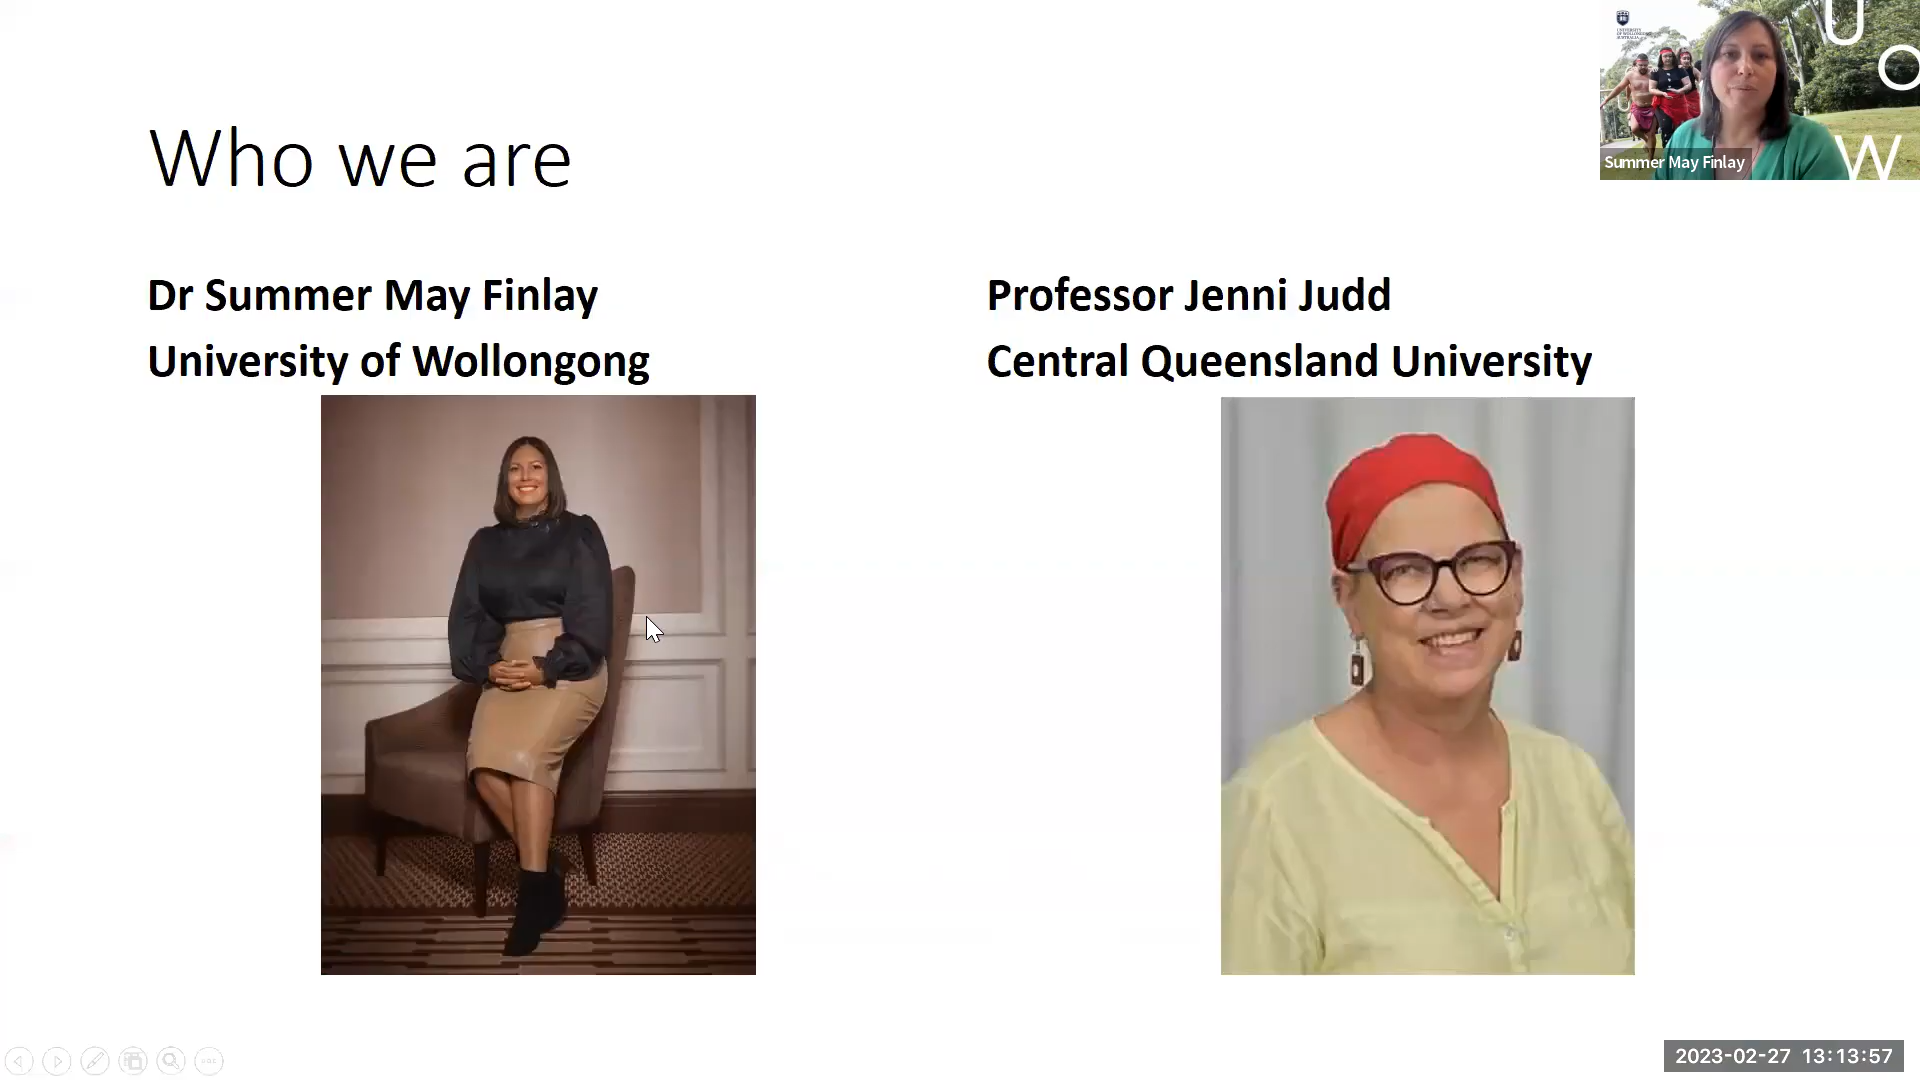 Who we are
Dr Summer May Finlay
University of Wollongong
Professor Jenni Judd
Central Queensland University
U
O
W
Summer May Finlay
2023-02-27 13:13:57